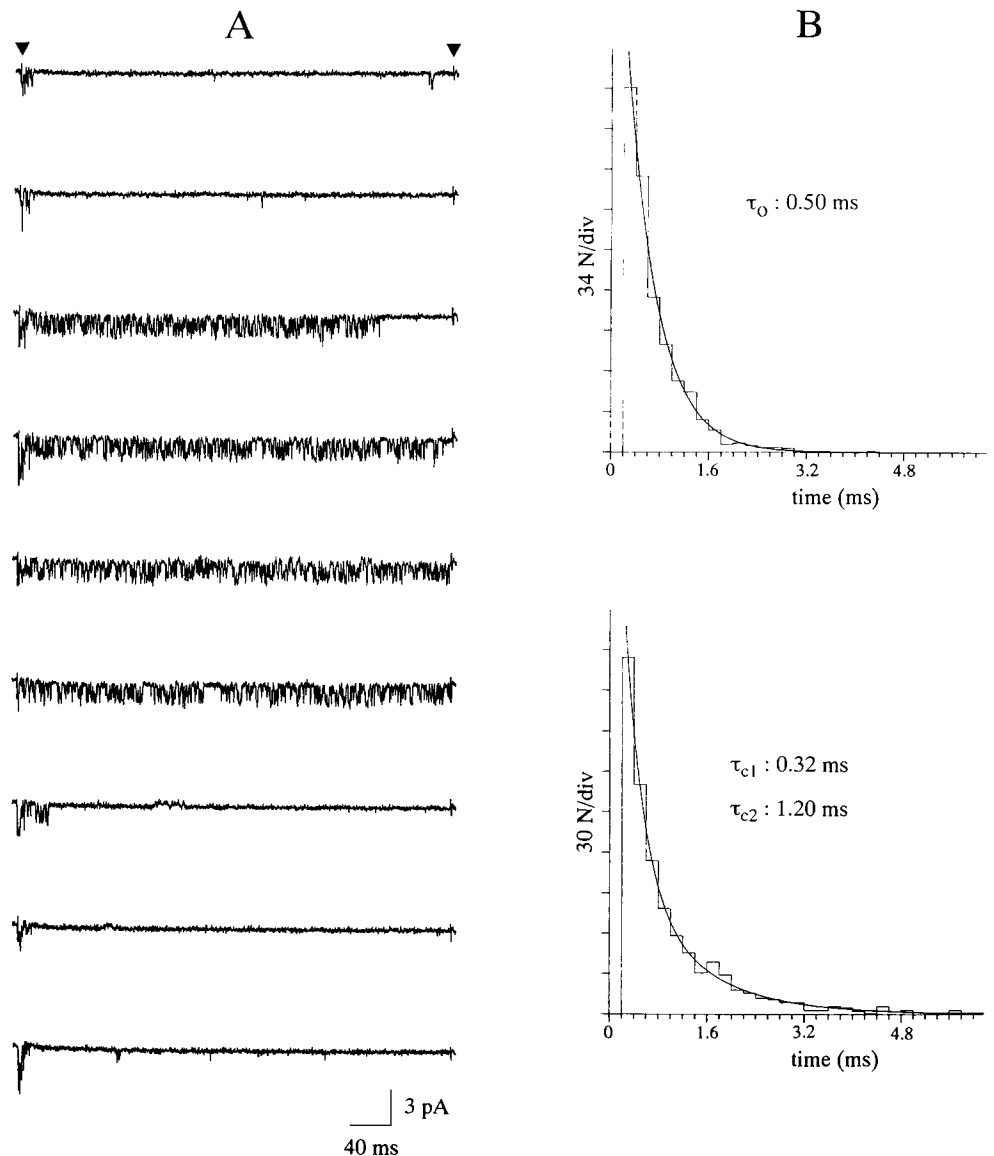 A
3 pA
40 ms
B
34 N/div
τO : 0.50 ms
0 1.6 3.2 4.8
time (ms)
30 N/div
τc1 : 0.32 ms
τc2 : 1.20 ms
0 1.6 3.2 4.8
time (ms)